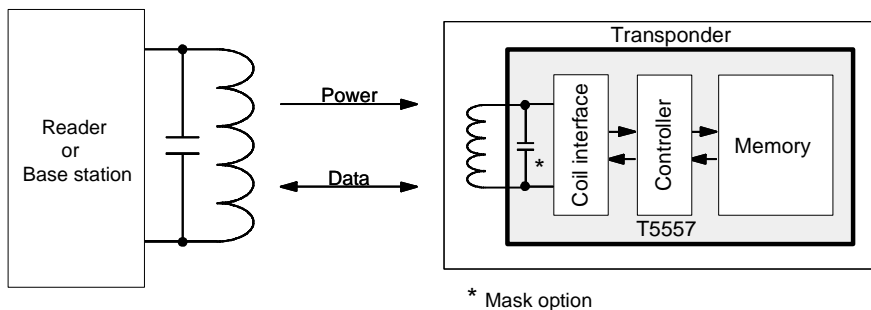 Reader
or
Base station
Power
Data
Transponder
Coil interface
Controller
Memory
*
T5557
* Mask option